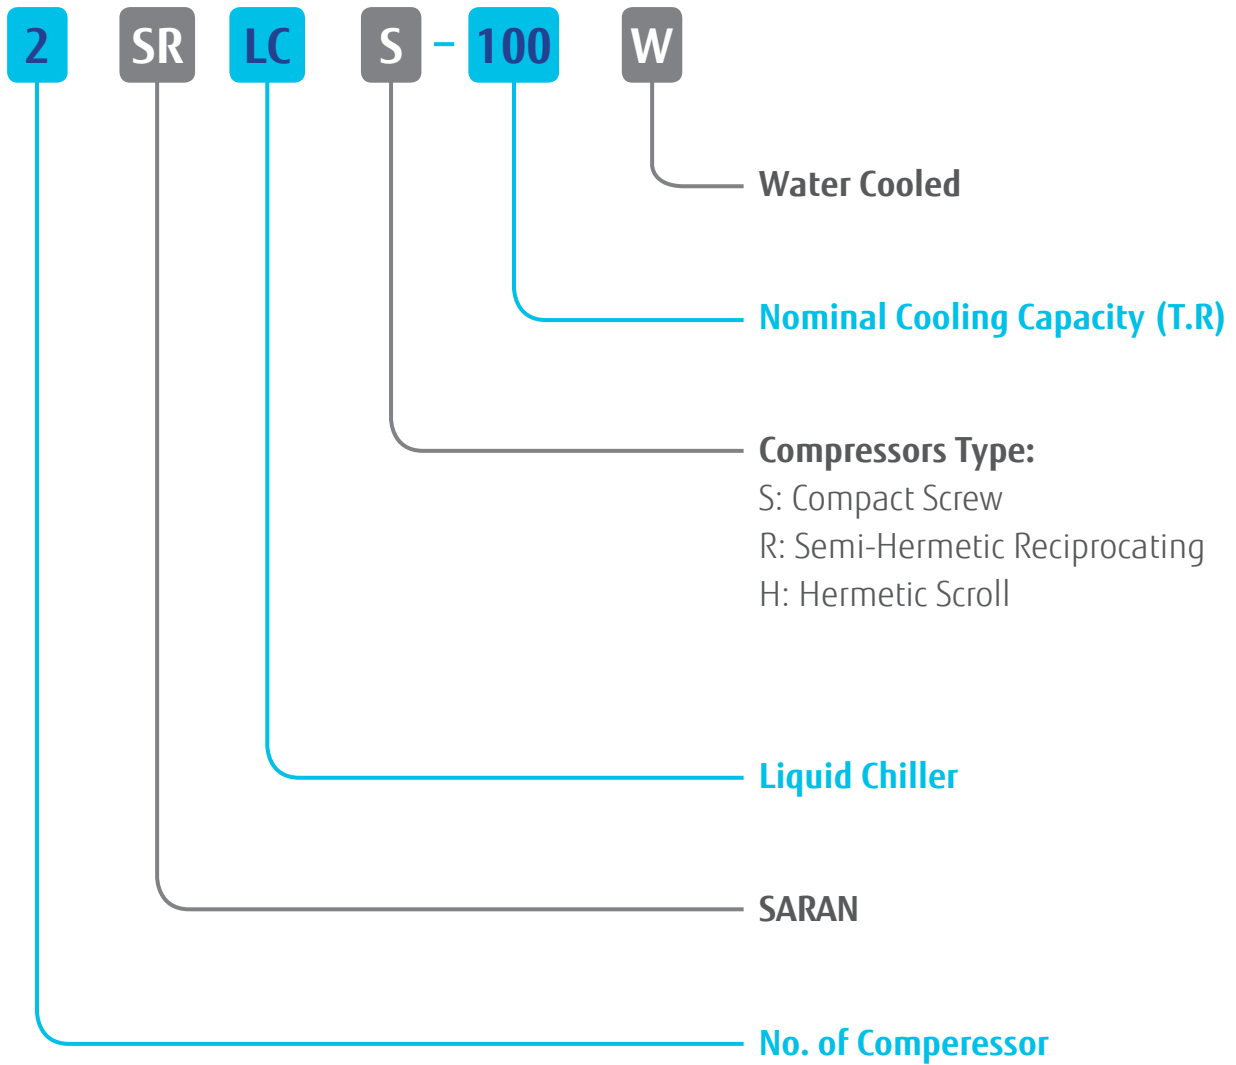 2 SR LC S – 100 W
Water Cooled
Nominal Cooling Capacity (T.R)
Compressors Type:
S: Compact Screw
R: Semi-Hermetic Reciprocating
H: Hermetic Scroll
Liquid Chiller
SARAN
No. of Comperessor